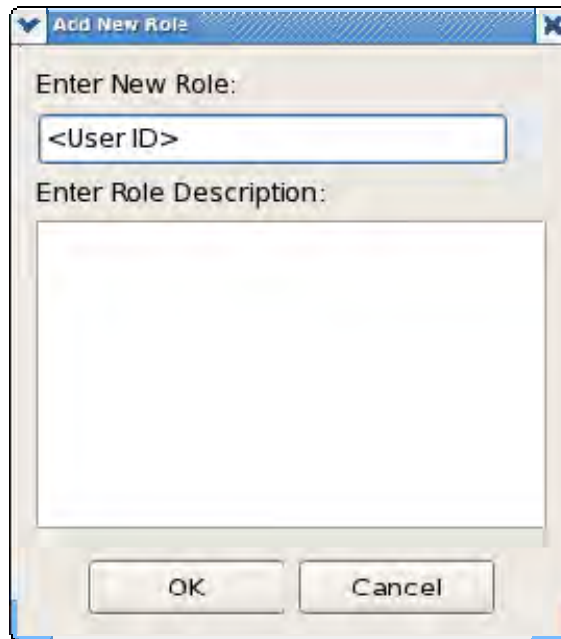 Add New Role
Enter New Role:
<User ID>
Enter Role Description:
OK
Cancel